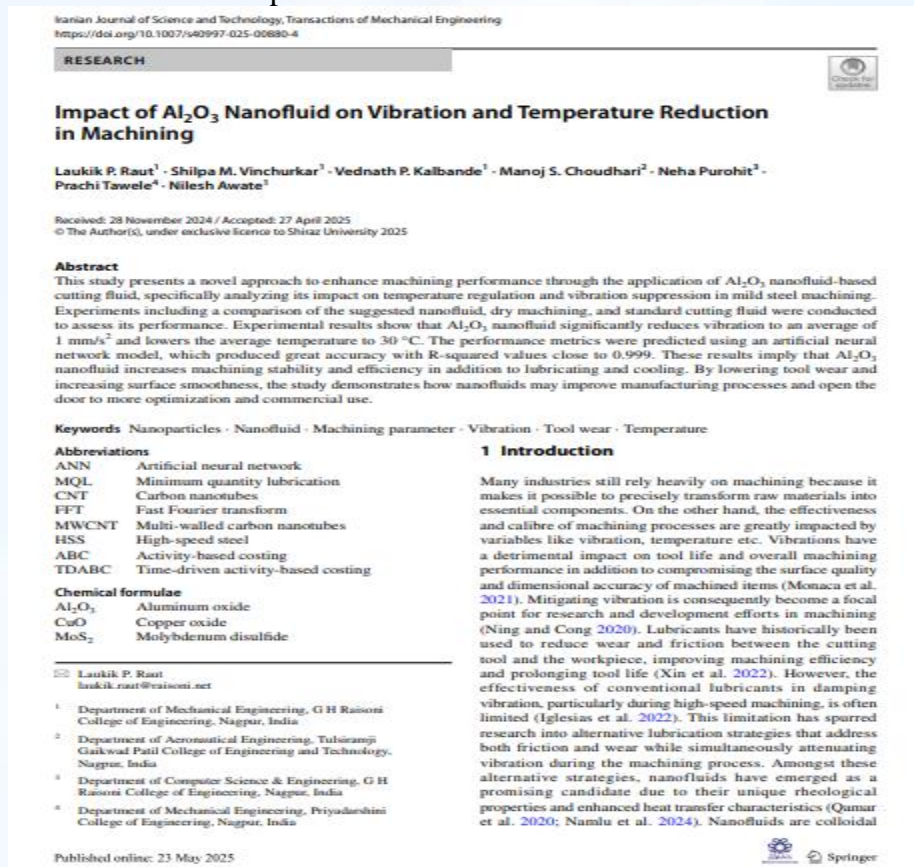 Iranian Journal of Science and Technology, Transactions of Mechanical Engineering
https://doi.org/10.1007/s40997-025-00880-4
RESEARCH
Check for
updates
Impact of Al₂O₃ Nanofluid on Vibration and Temperature Reduction
in Machining
Laukik P. Raut¹ · Shilpa M. Vinchurkar¹ · Vednath P. Kalbande¹ · Manoj S. Choudhari² · Neha Purohit³ ·
Prachi Tawele⁴ · Nilesh Awate¹
Received: 28 November 2024 / Accepted: 27 April 2025
© The Author(s), under exclusive licence to Shiraz University 2025
Abstract
This study presents a novel approach to enhance machining performance through the application of Al₂O₃ nanofluid-based
cutting fluid, specifically analyzing its impact on temperature regulation and vibration suppression in mild steel machining.
Experiments including a comparison of the suggested nanofluid, dry machining, and standard cutting fluid were conducted
to assess its performance. Experimental results show that Al₂O₃ nanofluid significantly reduces vibration to an average of
1 mm/s² and lowers the average temperature to 30 °C. The performance metrics were predicted using an artificial neural
network model, which produced great accuracy with R-squared values close to 0.999. These results imply that Al₂O₃
nanofluid increases machining stability and efficiency in addition to lubricating and cooling. By lowering tool wear and
increasing surface smoothness, the study demonstrates how nanofluids may improve manufacturing processes and open the
door to more optimization and commercial use.
Keywords Nanoparticles · Nanofluid · Machining parameter · Vibration · Tool wear · Temperature
Abbreviations
ANN Artificial neural network
MQL Minimum quantity lubrication
CNT Carbon nanotubes
FFT Fast Fourier transform
MWCNT Multi-walled carbon nanotubes
HSS High-speed steel
ABC Activity-based costing
TDABC Time-driven activity-based costing
Chemical formulae
Al₂O₃ Aluminum oxide
CuO Copper oxide
MoS₂ Molybdenum disulfide
Laukik P. Raut
laukik.raut@raisoni.net
1 Department of Mechanical Engineering, G H Raisoni
College of Engineering, Nagpur, India
2 Department of Aeronautical Engineering, Tulsiramji
Gaikwad Patil College of Engineering and Technology,
Nagpur, India
3 Department of Computer Science & Engineering, G H
Raisoni College of Engineering, Nagpur, India
4 Department of Mechanical Engineering, Priyadarshini
College of Engineering, Nagpur, India
1 Introduction
Many industries still rely heavily on machining because it
makes it possible to precisely transform raw materials into
essential components. On the other hand, the effectiveness
and calibre of machining processes are greatly impacted by
variables like vibration, temperature etc. Vibrations have
a detrimental impact on tool life and overall machining
performance in addition to compromising the surface quality
and dimensional accuracy of machined items (Monaca et al.
2021). Mitigating vibration is consequently become a focal
point for research and development efforts in machining
(Ning and Cong 2020). Lubricants have historically been
used to reduce wear and friction between the cutting
tool and the workpiece, improving machining efficiency
and prolonging tool life (Xin et al. 2022). However, the
effectiveness of conventional lubricants in damping
vibration, particularly during high-speed machining, is often
limited (Iglesias et al. 2022). This limitation has spurred
research into alternative lubrication strategies that address
both friction and wear while simultaneously attenuating
vibration during the machining process. Amongst these
alternative strategies, nanofluids have emerged as a
promising candidate due to their unique rheological
properties and enhanced heat transfer characteristics (Qamar
et al. 2020; Namlu et al. 2024). Nanofluids are colloidal
Published online: 23 May 2025
Springer